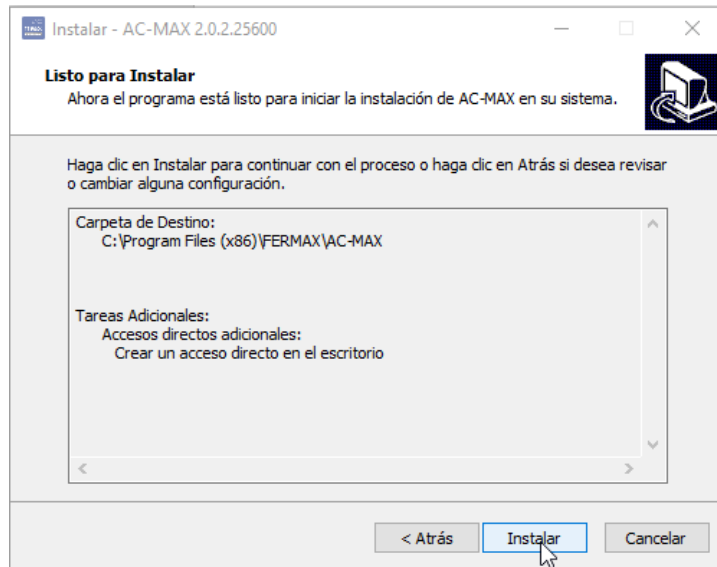 Instalar - AC-MAX 2.0.2.25600
Listo para Instalar
Ahora el programa está listo para iniciar la instalación de AC-MAX en su sistema.
Haga clic en Instalar para continuar con el proceso o haga clic en Atrás si desea revisar
o cambiar alguna configuración.
Carpeta de Destino:
C:\Program Files (x86)\FERMAX\AC-MAX
Tareas Adicionales:
Accesos directos adicionales:
Crear un acceso directo en el escritorio
< Atrás
Instalar
Cancelar